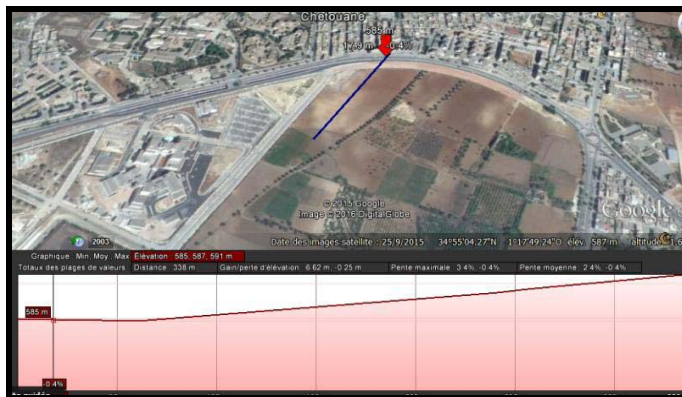 Chetouane
585 m
-0.4%
© 2015 Google
Image © 2016 DigitalGlobe
Google
2003
Date des images satellite : 25/9/2015 34°55'04.27"N 1°17'49.24"O élév. 587 m altitude
Graphique : Min, Moy, Max Élévation : 585, 587, 591 m
Totaux des plages de valeurs : Distance : 338 m Gain/perte d'élévation : 6.62 m, -0.25 m Pente maximale : 3.4%, -0.4% Pente moyenne : 2.4%, -0.4%
585 m
-0.4%